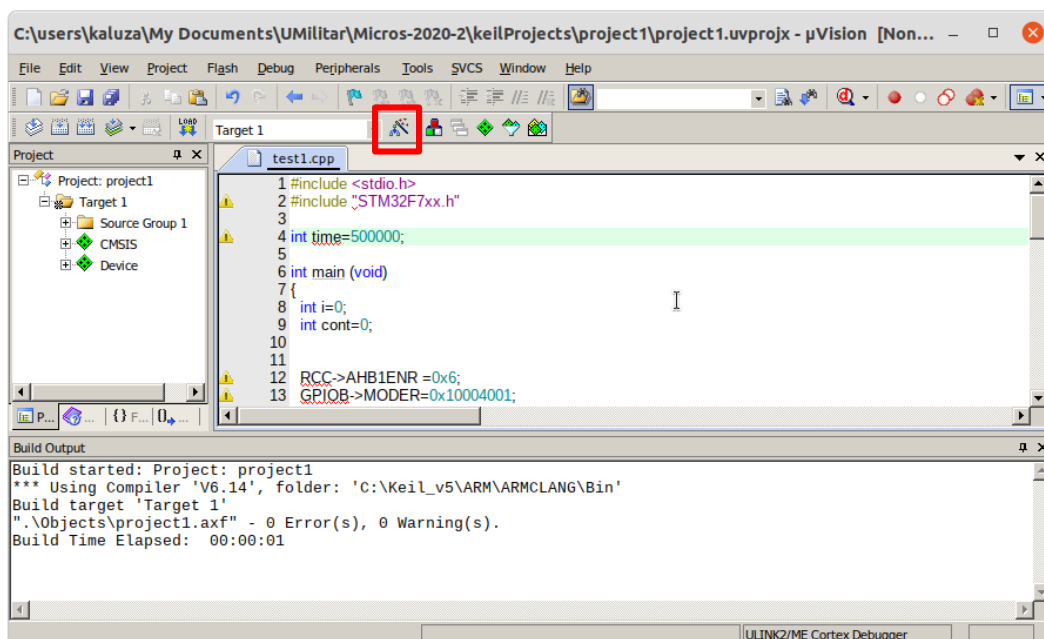 C:\users\kaluza\My Documents\UMilitar\Micros-2020-2\keilProjects\project1\project1.uvprojx - µVision [Non...
File Edit View Project Flash Debug Peripherals Tools SVCS Window Help
LOAD Target 1
Project
test1.cpp
Project: project1
Target 1
Source Group 1
CMSIS
Device
1 #include <stdio.h>
2 #include "STM32F7xx.h"
3
4 int time=500000;
5
6 int main (void)
7 {
8 int i=0;
9 int cont=0;
10
11
12 RCC->AHB1ENR =0x6;
13 GPIOB->MODER=0x10004001;
P... ... {} F... 0 ...
Build Output
Build started: Project: project1
*** Using Compiler 'V6.14', folder: 'C:\Keil_v5\ARM\ARMCLANG\Bin'
Build target 'Target 1'
".\Objects\project1.axf" - 0 Error(s), 0 Warning(s).
Build Time Elapsed: 00:00:01
ULINK2/ME Cortex Debugger